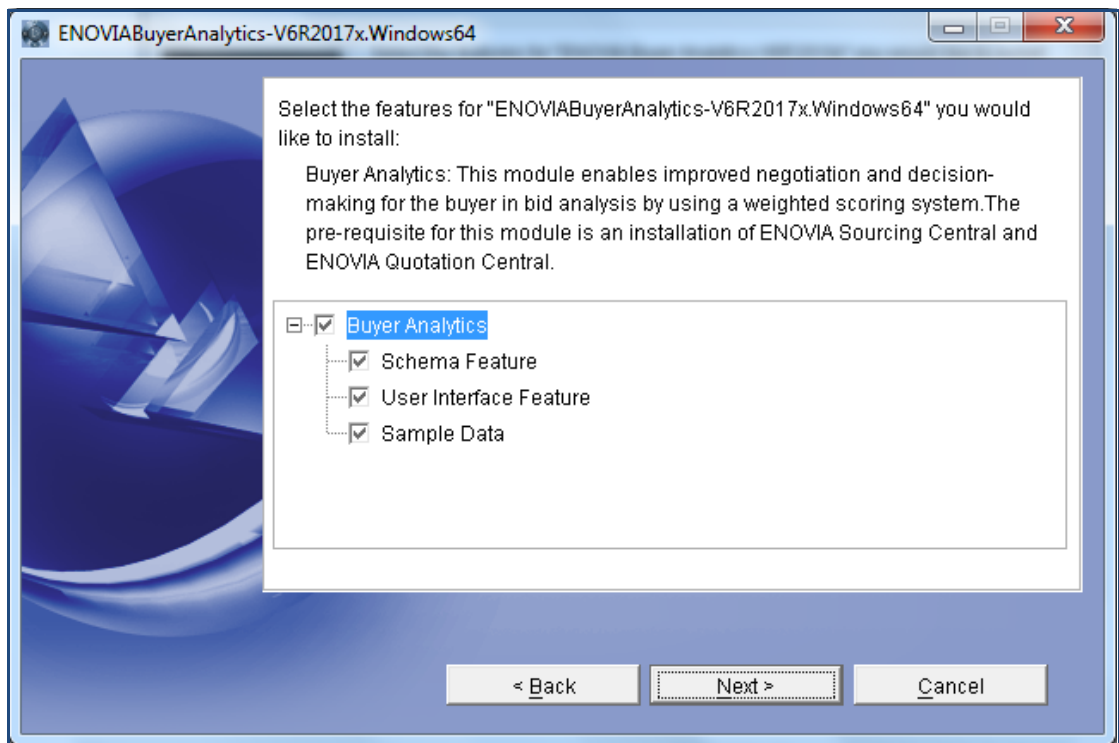 ENOVIABuyerAnalytics-V6R2017x.Windows64
Select the features for "ENOVIABuyerAnalytics-V6R2017x.Windows64" you would
like to install:
Buyer Analytics: This module enables improved negotiation and decision-
making for the buyer in bid analysis by using a weighted scoring system.The
pre-requisite for this module is an installation of ENOVIA Sourcing Central and
ENOVIA Quotation Central.
Buyer Analytics
Schema Feature
User Interface Feature
Sample Data
< Back
Next >
Cancel